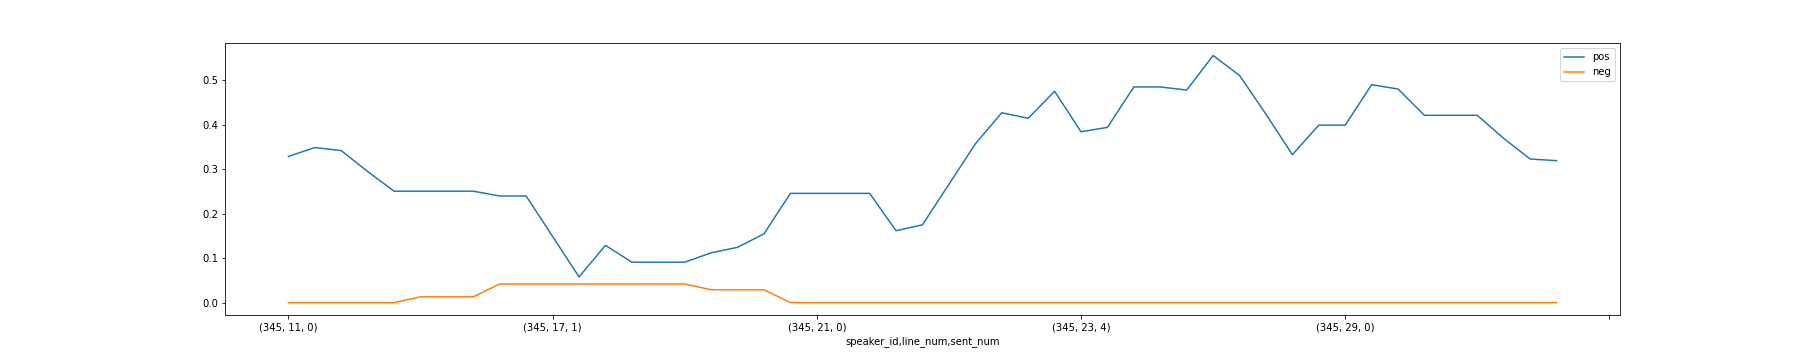 pos
neg
0.5
0.4
0.3
0.2
0.1
0.0
(345, 11, 0) (345, 17, 1) (345, 21, 0) (345, 23, 4) (345, 29, 0)
speaker_id,line_num,sent_num